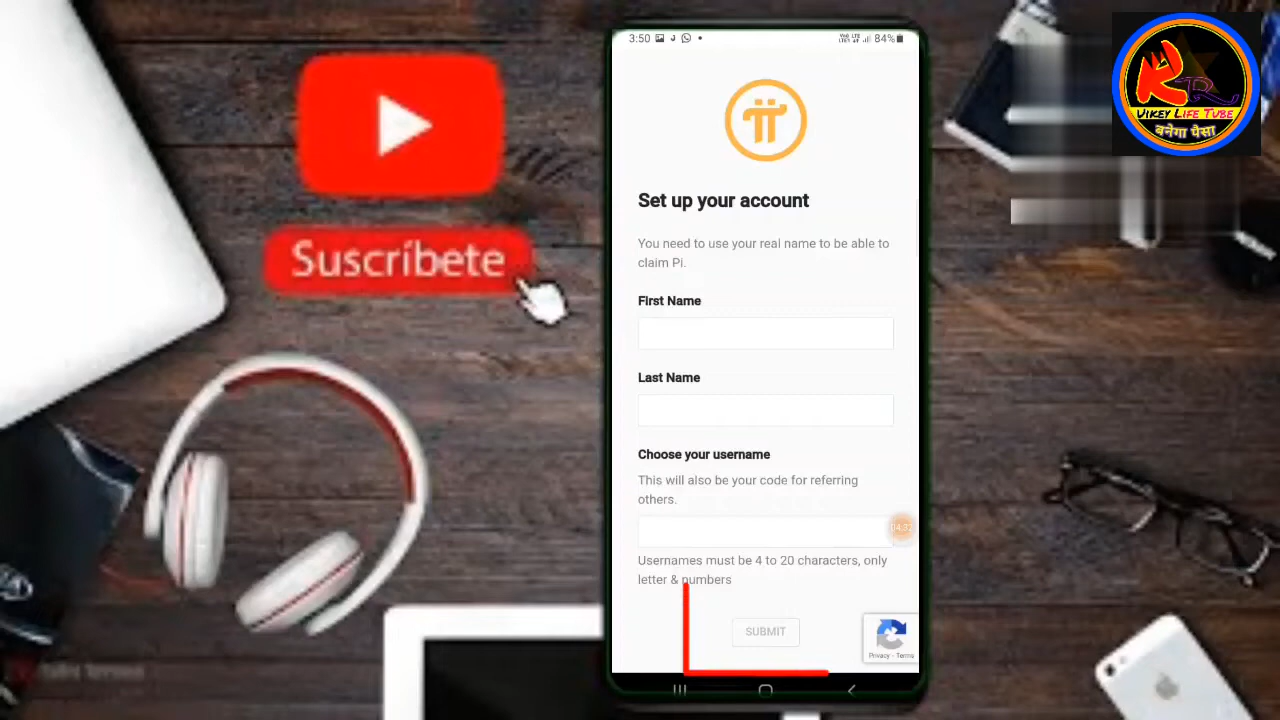 Suscríbete
3:50
84%
Set up your account
You need to use your real name to be able to
claim Pi.
First Name
Last Name
Choose your username
This will also be your code for referring
others.
04:37
Usernames must be 4 to 20 characters, only
letter & numbers
SUBMIT
Privacy - Terms
VIKEY LIFE TUBE
बनेगा पैसा